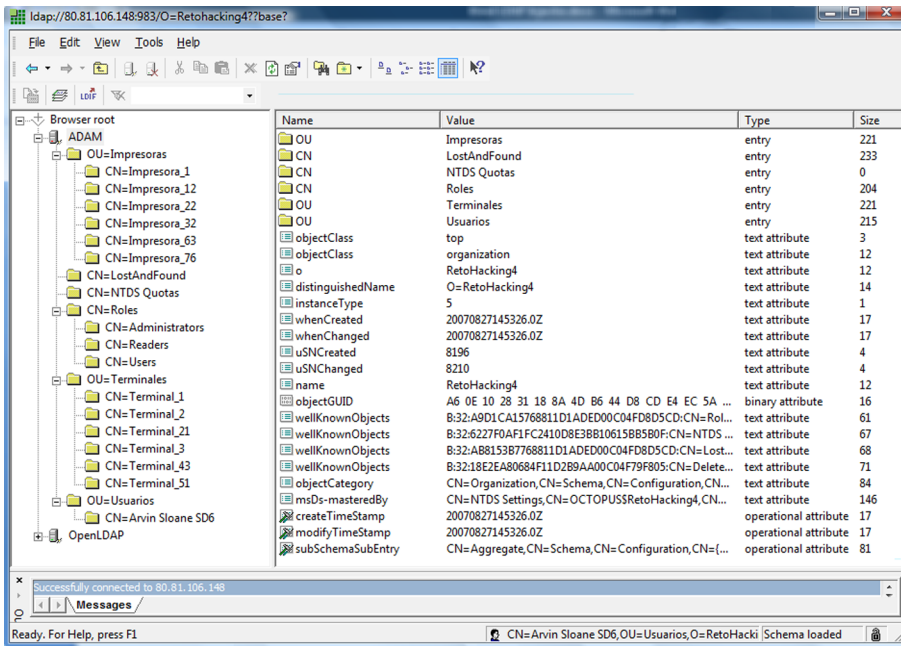 ldap://80.81.106.148:983/O=Retohacking4??base?
File Edit View Tools Help
LDIF
Browser root
ADAM
OU=Impresoras
CN=Impresora_1
CN=Impresora_12
CN=Impresora_22
CN=Impresora_32
CN=Impresora_63
CN=Impresora_76
CN=LostAndFound
CN=NTDS Quotas
CN=Roles
CN=Administrators
CN=Readers
CN=Users
OU=Terminales
CN=Terminal_1
CN=Terminal_2
CN=Terminal_21
CN=Terminal_3
CN=Terminal_43
CN=Terminal_51
OU=Usuarios
CN=Arvin Sloane SD6
OpenLDAP
Name Value Type Size
OU Impresoras entry 221
CN LostAndFound entry 233
CN NTDS Quotas entry 0
CN Roles entry 204
OU Terminales entry 221
OU Usuarios entry 215
objectClass top text attribute 3
objectClass organization text attribute 12
o RetoHacking4 text attribute 12
distinguishedName O=RetoHacking4 text attribute 14
instanceType 5 text attribute 1
whenCreated 20070827145326.0Z text attribute 17
whenChanged 20070827145326.0Z text attribute 17
uSNCreated 8196 text attribute 4
uSNChanged 8210 text attribute 4
name RetoHacking4 text attribute 12
objectGUID A6 0E 10 28 31 18 8A 4D B6 44 D8 CD E4 EC 5A ... binary attribute 16
wellKnownObjects B:32:A9D1CA15768811D1ADED00C04FD8D5CD:CN=Rol... text attribute 61
wellKnownObjects B:32:6227F0AF1FC2410D8E3BB10615BB5B0F:CN=NTDS ... text attribute 67
wellKnownObjects B:32:AB8153B7768811D1ADED00C04FD8D5CD:CN=Lost... text attribute 68
wellKnownObjects B:32:18E2EA80684F11D2B9AA00C04F79F805:CN=Delete... text attribute 71
objectCategory CN=Organization,CN=Schema,CN=Configuration,CN... text attribute 84
msDs-masteredBy CN=NTDS Settings,CN=OCTOPUS$RetoHacking4,CN... text attribute 146
createTimeStamp 20070827145326.0Z operational attribute 17
modifyTimeStamp 20070827145326.0Z operational attribute 17
subSchemaSubEntry CN=Aggregate,CN=Schema,CN=Configuration,CN={... operational attribute 81
Successfully connected to 80.81.106.148
Messages
Ready. For Help, press F1 CN=Arvin Sloane SD6,OU=Usuarios,O=RetoHacki Schema loaded